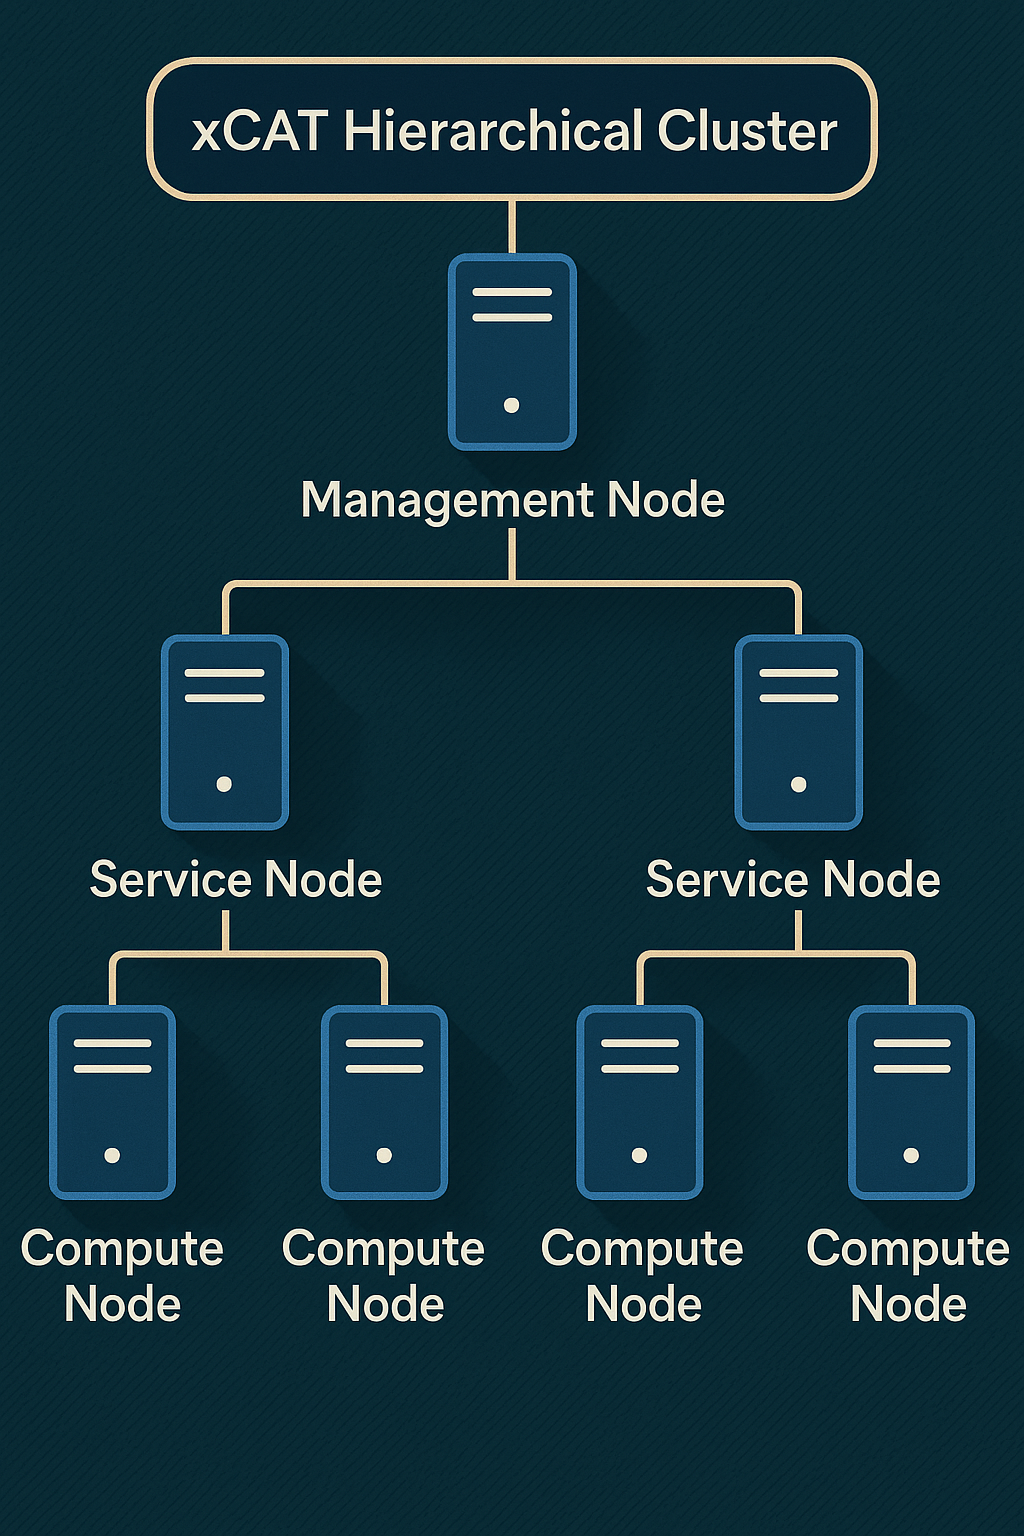 xCAT Hierarchical Cluster
Management Node
Service Node
Service Node
Compute
Node
Compute
Node
Compute
Node
Compute
Node